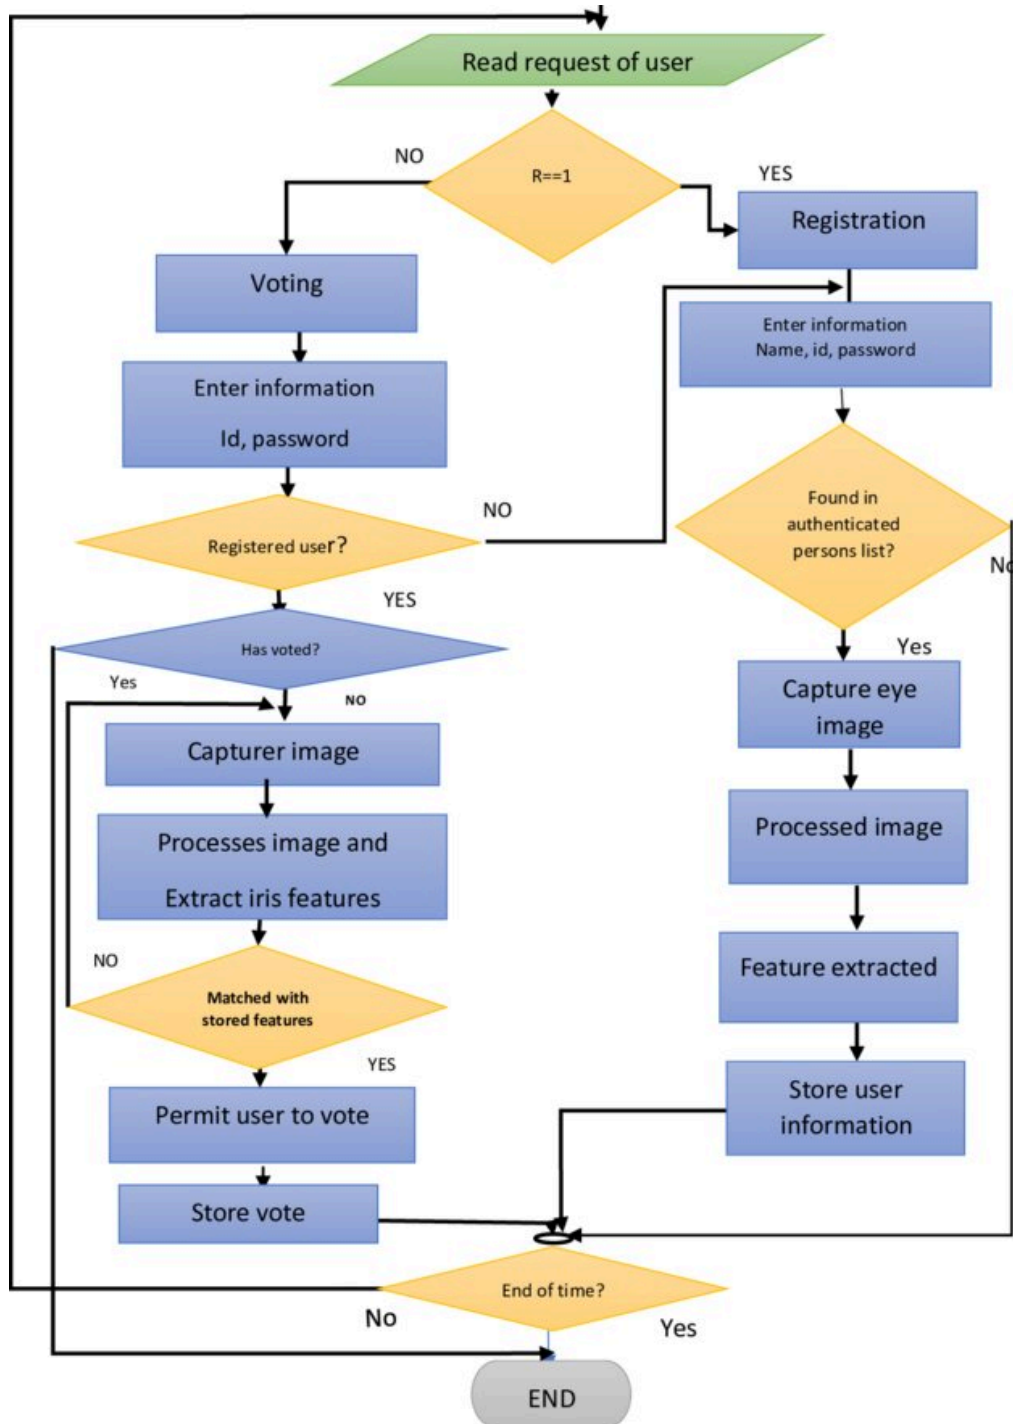 Read request of user
NO
R==1
YES
Registration
Voting
Enter information
Name, id, password
Enter information
Id, password
NO
Found in
authenticated
persons list?
Registered user?
No
YES
Has voted?
Yes
Yes
NO
Capture eye
image
Capturer image
Processed image
Processes image and
Extract iris features
NO
Feature extracted
Matched with
stored features
YES
Permit user to vote
Store user
information
Store vote
End of time?
No
Yes
END